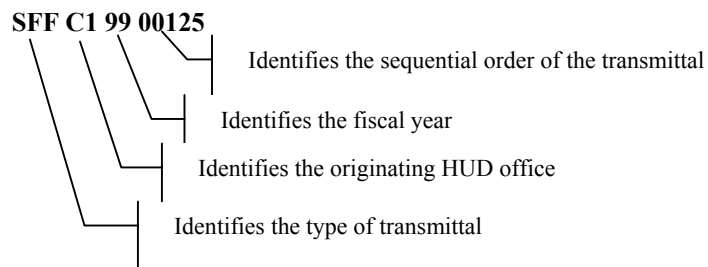 SFF C1 99 00125
Identifies the sequential order of the transmittal
Identifies the fiscal year
Identifies the originating HUD office
Identifies the type of transmittal